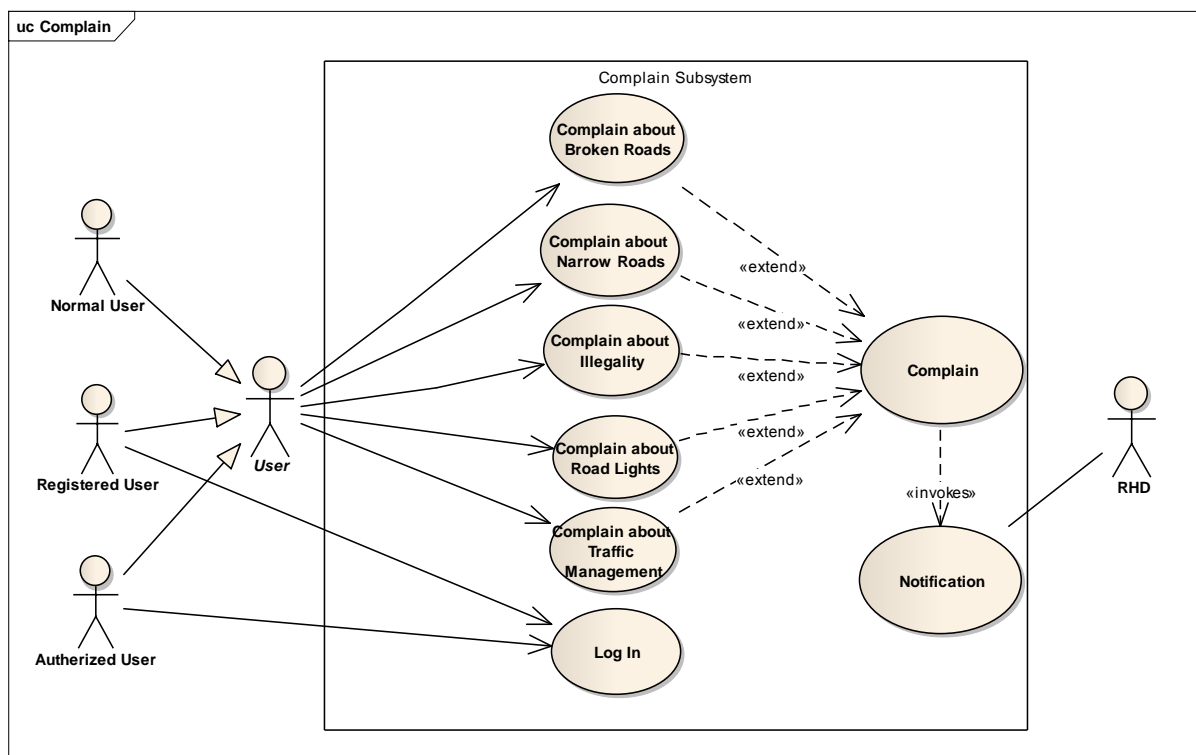 uc Complain
Complain Subsystem
Complain about
Broken Roads
Complain about
Narrow Roads
Complain about
Illegality
Complain about
Road Lights
Complain about
Traffic
Management
Log In
«extend»
«extend»
«extend»
«extend»
«extend»
Complain
«invokes»
Notification
Normal User
Registered User
Autherized User
User
RHD